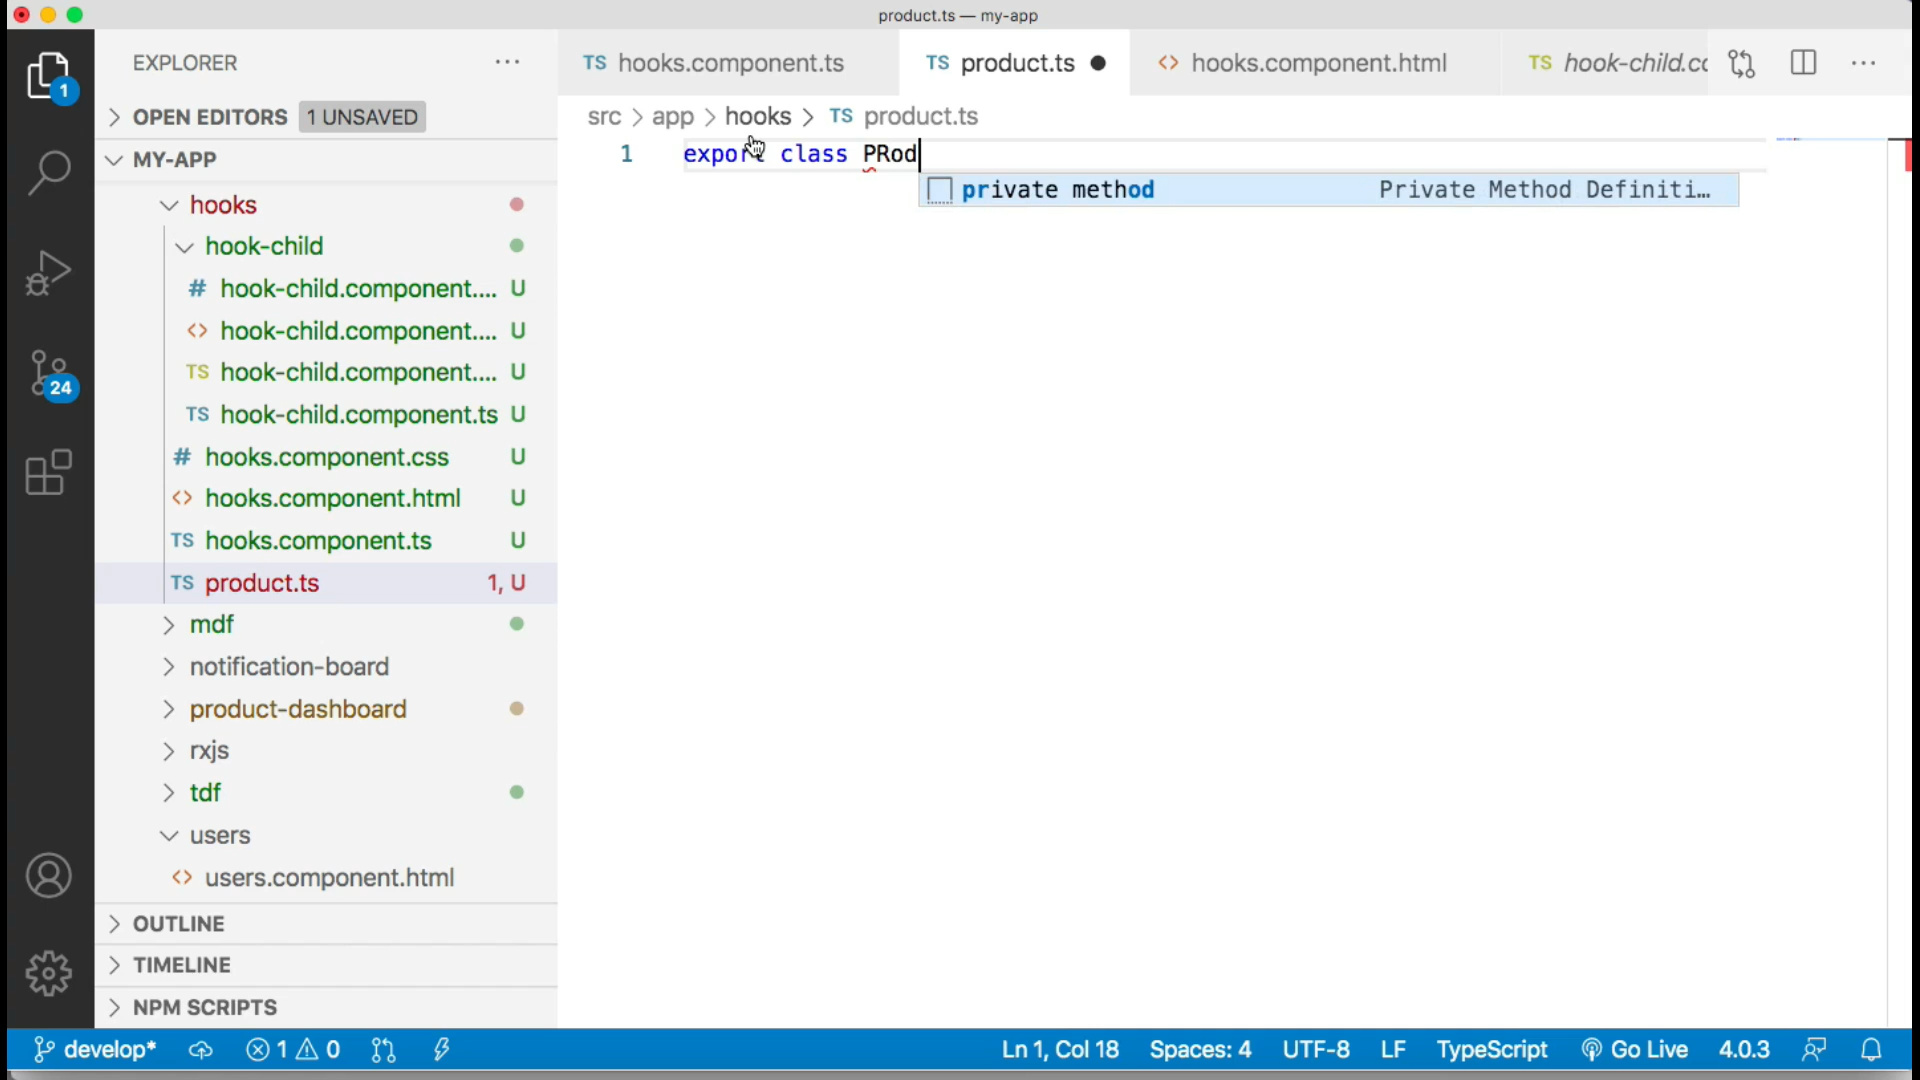 product.ts — my-app
EXPLORER
TS hooks.component.ts
TS product.ts
<> hooks.component.html
TS hook-child.cc
OPEN EDITORS 1 UNSAVED
src > app > hooks > TS product.ts
1
MY-APP
1 export class PRod
private method Private Method Definiti…
hooks
hook-child
# hook-child.component.... U
<> hook-child.component.... U
TS hook-child.component.... U
TS hook-child.component.ts U
24
# hooks.component.css U
<> hooks.component.html U
TS hooks.component.ts U
TS product.ts 1, U
mdf
notification-board
product-dashboard
rxjs
tdf
users
<> users.component.html
OUTLINE
TIMELINE
NPM SCRIPTS
develop* 1 0 Ln 1, Col 18 Spaces: 4 UTF-8 LF TypeScript Go Live 4.0.3